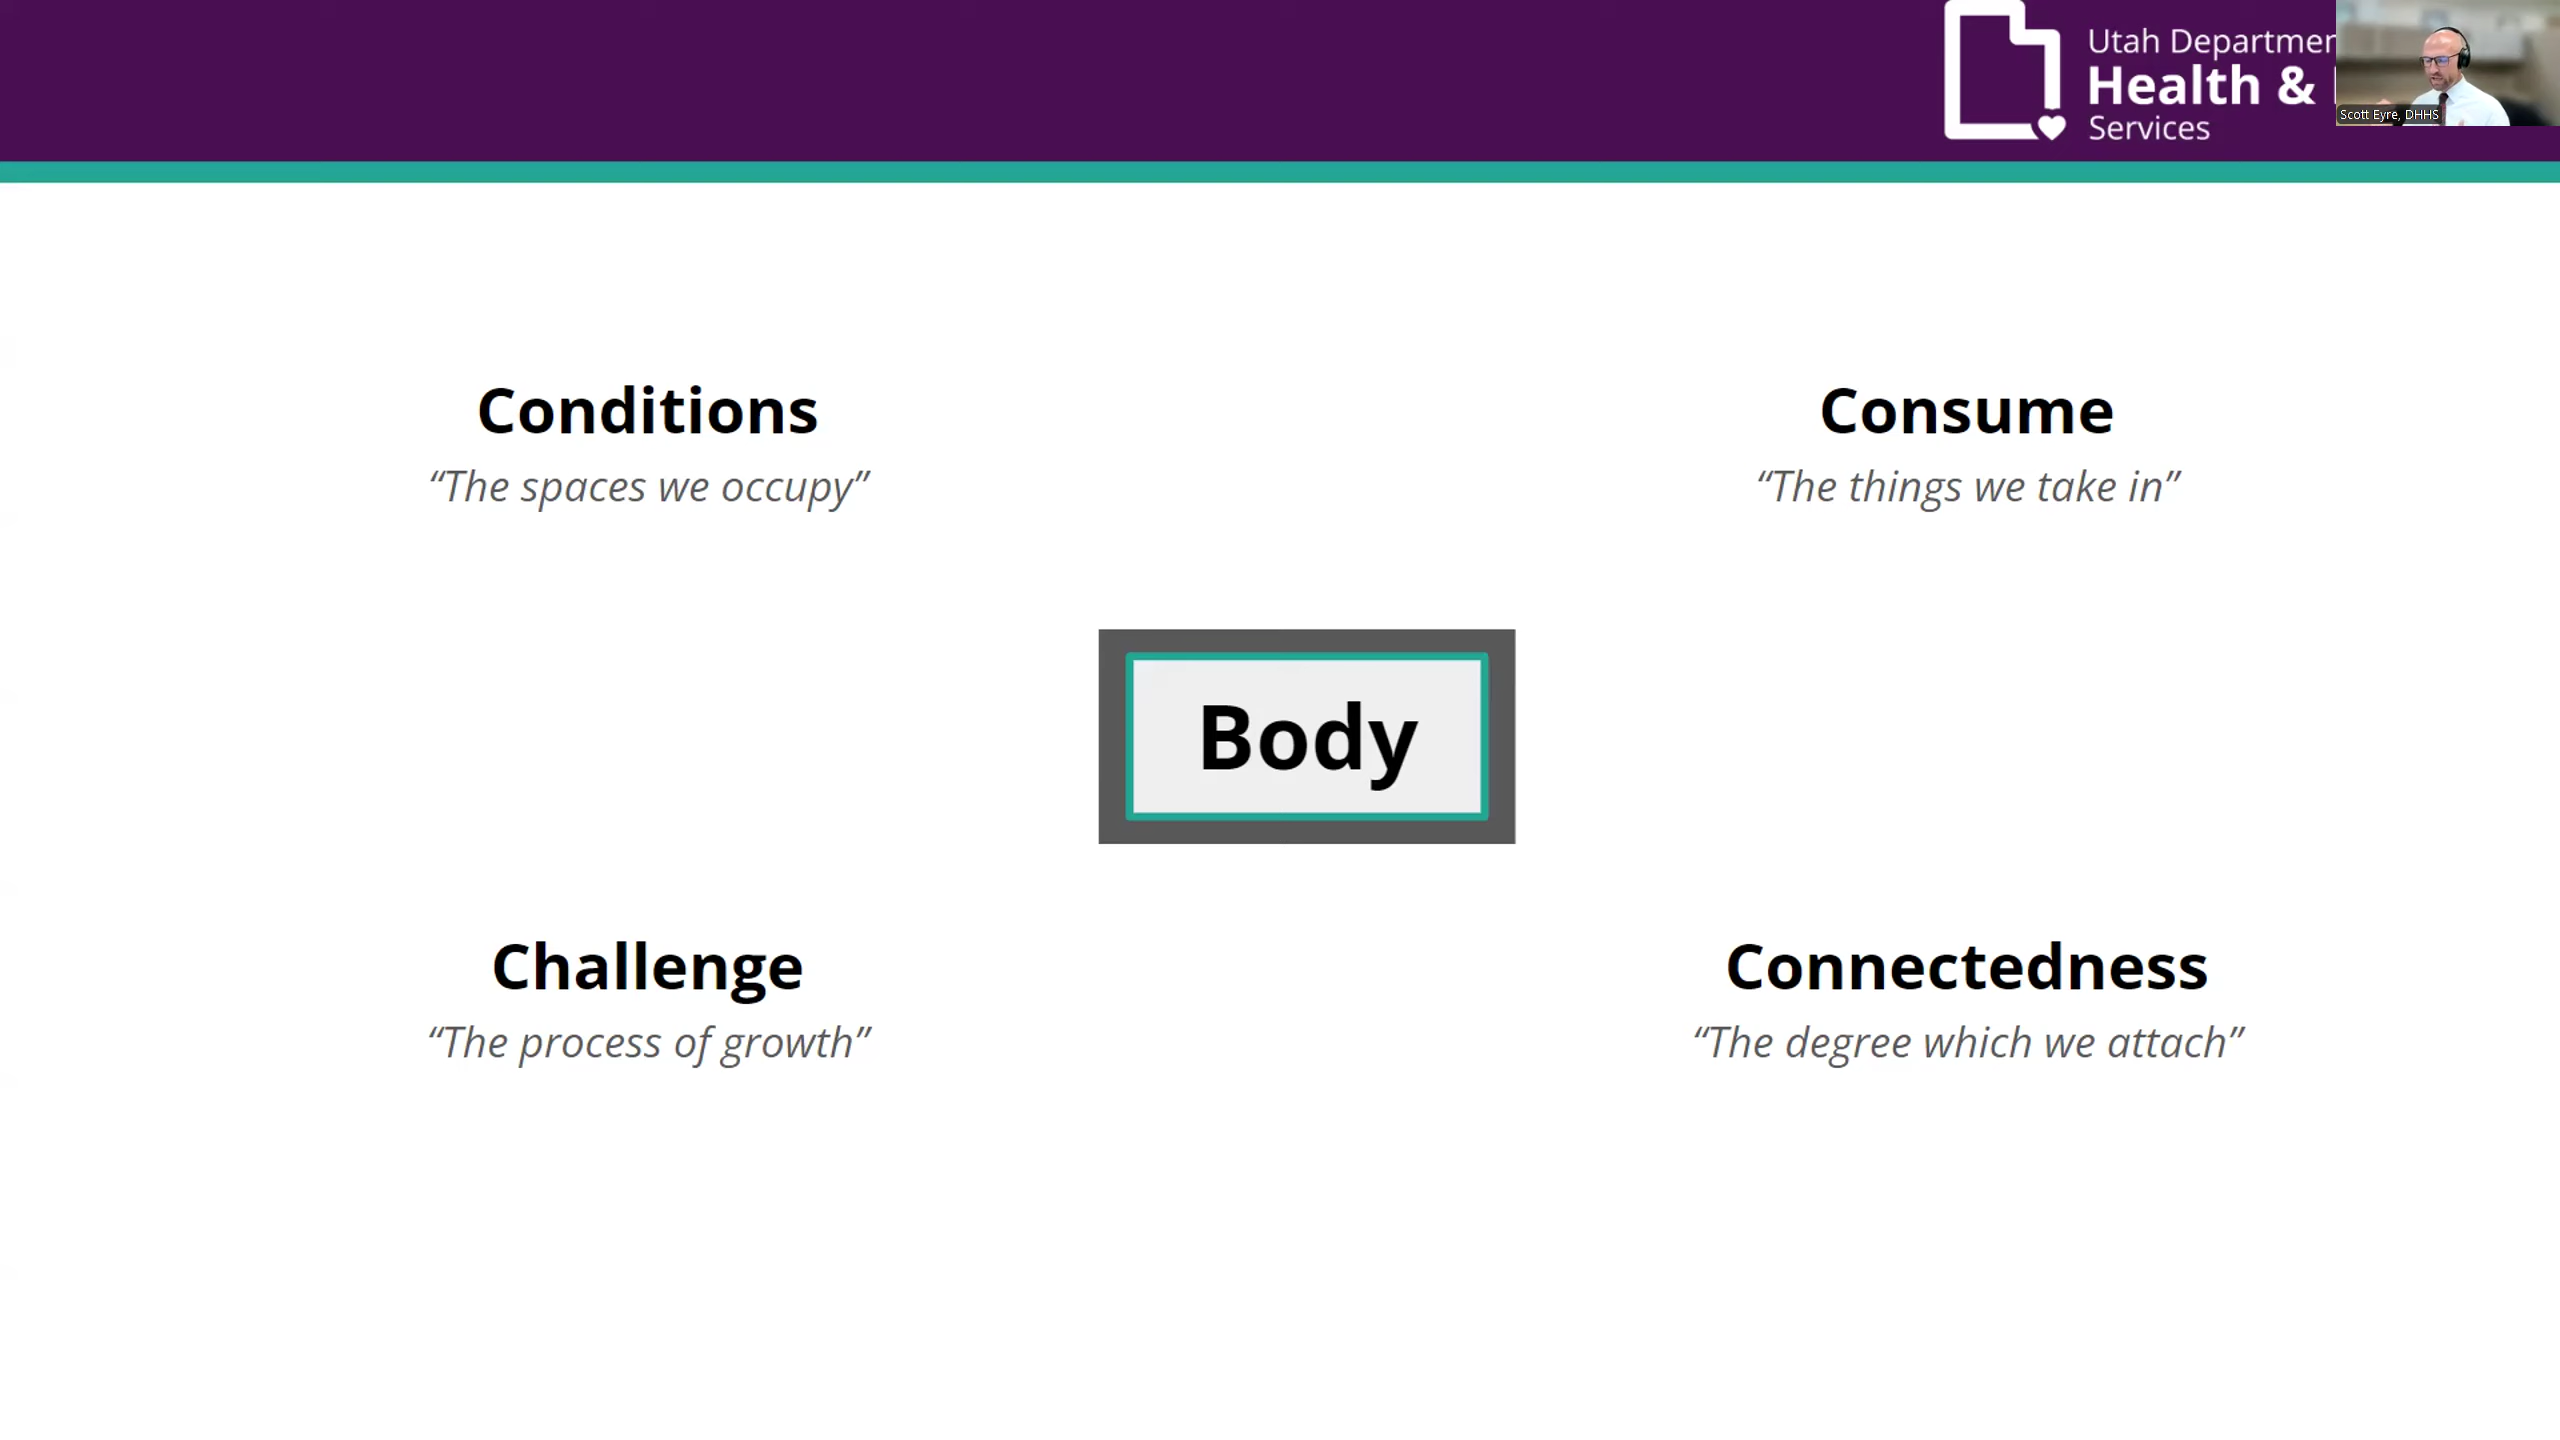 Utah Departmen
Health &
Services
Scott Eyre, DHHS
Conditions
“The spaces we occupy”
Consume
“The things we take in”
Body
Challenge
“The process of growth”
Connectedness
“The degree which we attach”